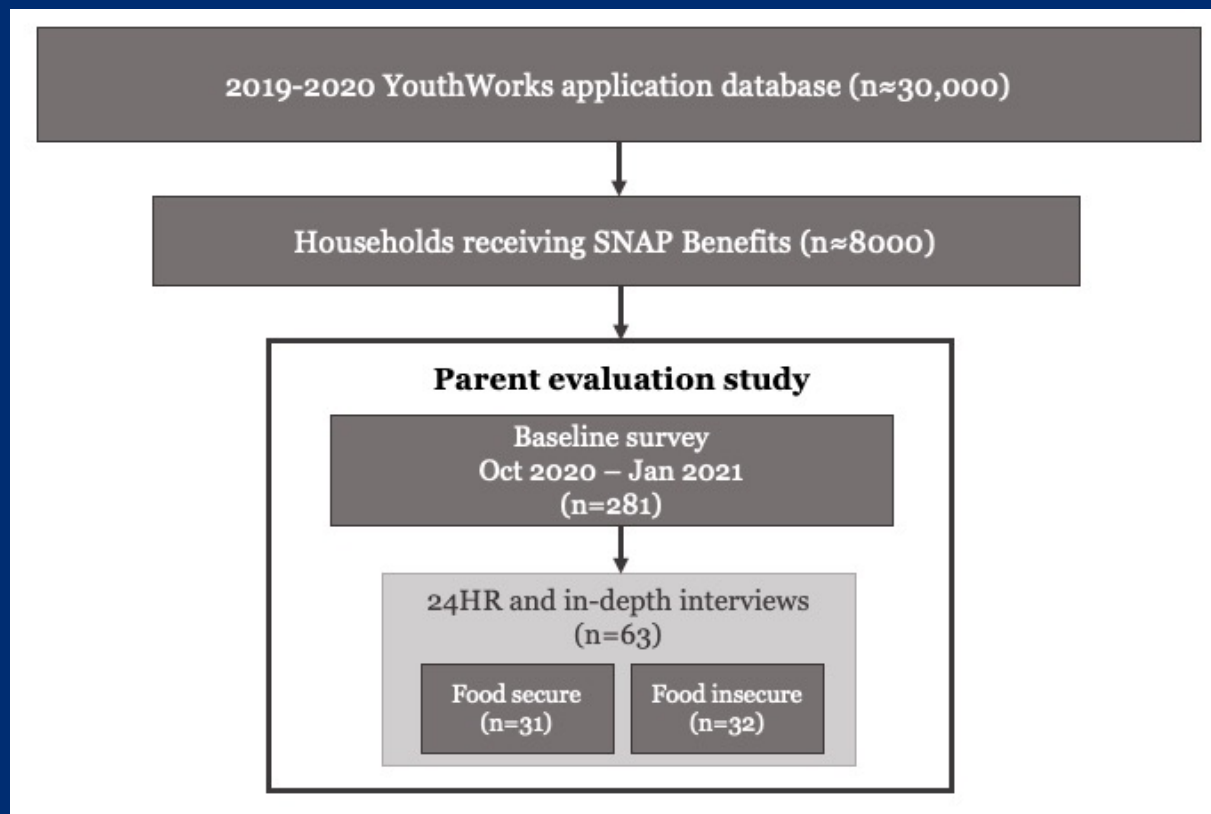 2019-2020 YouthWorks application database (n≈30,000)
Households receiving SNAP Benefits (n≈8000)
Parent evaluation study
Baseline survey
Oct 2020 – Jan 2021
(n=281)
24HR and in-depth interviews
(n=63)
Food secure
(n=31)
Food insecure
(n=32)